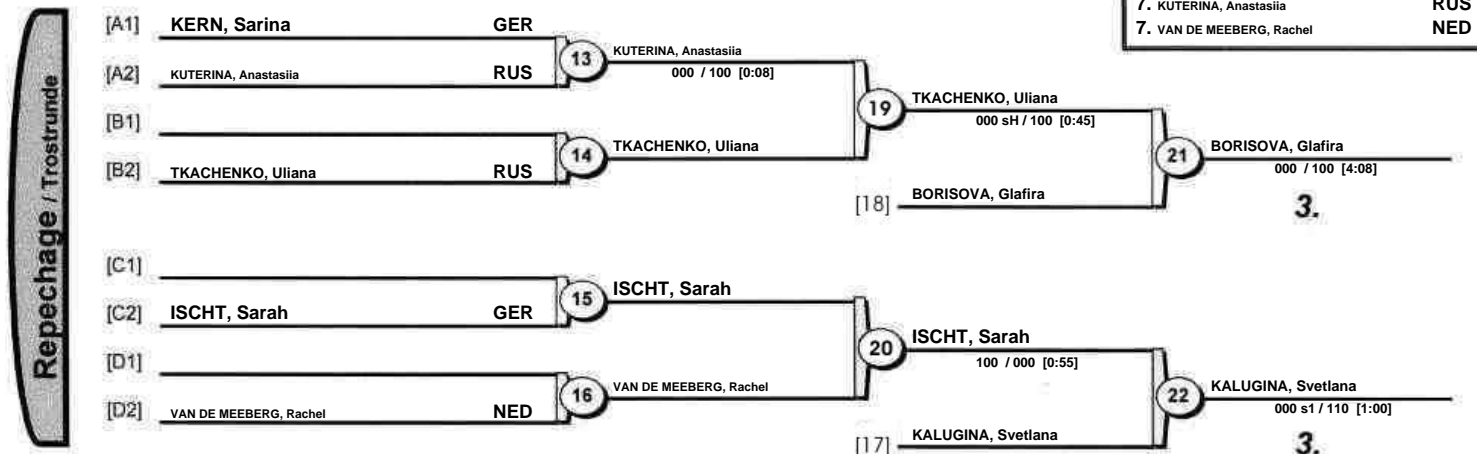 7. KUTERINA, Anastasiia RUS
7. VAN DE MEEBERG, Rachel NED
Repechage / Trostrunde
[A1] KERN, Sarina GER
[A2] KUTERINA, Anastasiia RUS
13
KUTERINA, Anastasiia
000 / 100 [0:08]
[B1]
[B2] TKACHENKO, Uliana RUS
14
TKACHENKO, Uliana
19
TKACHENKO, Uliana
000 sH / 100 [0:45]
[18] BORISOVA, Glafira
21
BORISOVA, Glafira
000 / 100 [4:08]
3.
[C1]
[C2] ISCHT, Sarah GER
15
ISCHT, Sarah
[D1]
[D2] VAN DE MEEBERG, Rachel NED
16
VAN DE MEEBERG, Rachel
20
ISCHT, Sarah
100 / 000 [0:55]
[17] KALUGINA, Svetlana
22
KALUGINA, Svetlana
000 s1 / 110 [1:00]
3.